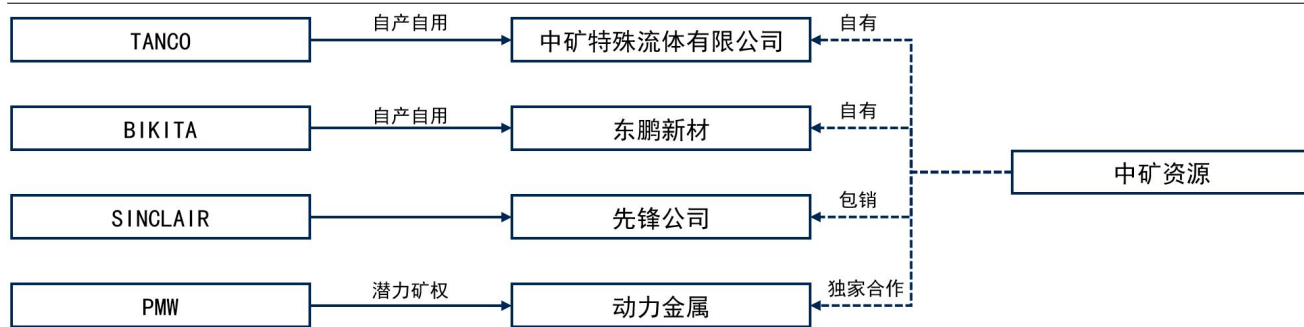 TANCO 自产自用 中矿特殊流体有限公司 自有
BIKITA 自产自用 东鹏新材 自有
中矿资源
SINCLAIR 先锋公司 包销
PMW 潜力矿权 动力金属 独家合作